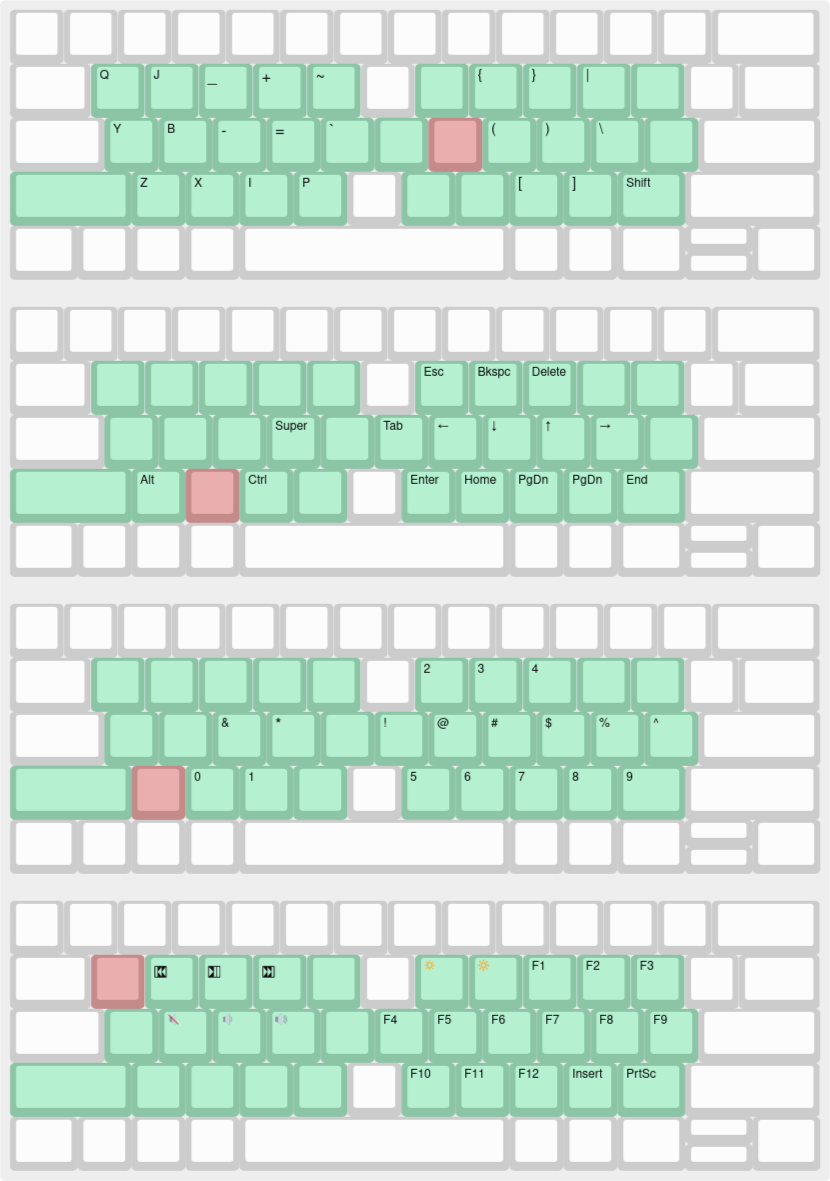 Q J _ + ~ { } |
Y B - = ` ( ) \
Z X I P [ ] Shift
Esc Bkspc Delete
Super Tab ← ↓ ↑ →
Alt Ctrl Enter Home PgDn PgDn End
2 3 4
& * ! @ # $ % ^
0 1 5 6 7 8 9
F1 F2 F3
F4 F5 F6 F7 F8 F9
F10 F11 F12 Insert PrtSc